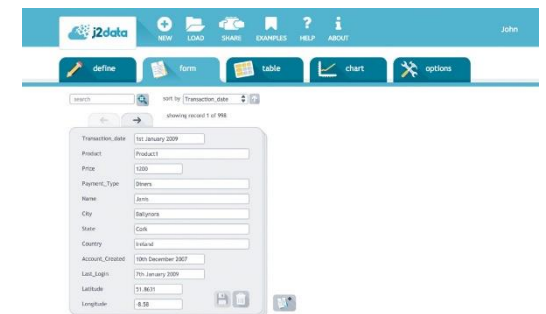 j2data
NEW LOAD SHARE EXAMPLES HELP ABOUT
John
define form table chart options
search sort by Transaction_date
showing record 1 of 998
Transaction_date 1st January 2009
Product Product1
Price 1200
Payment_Type Diners
Name
City Ballynora
State Cork
Country Ireland
Account_Created 10th December 2007
Last_Login 7th January 2009
Latitude 51.8631
Longitude -8.58